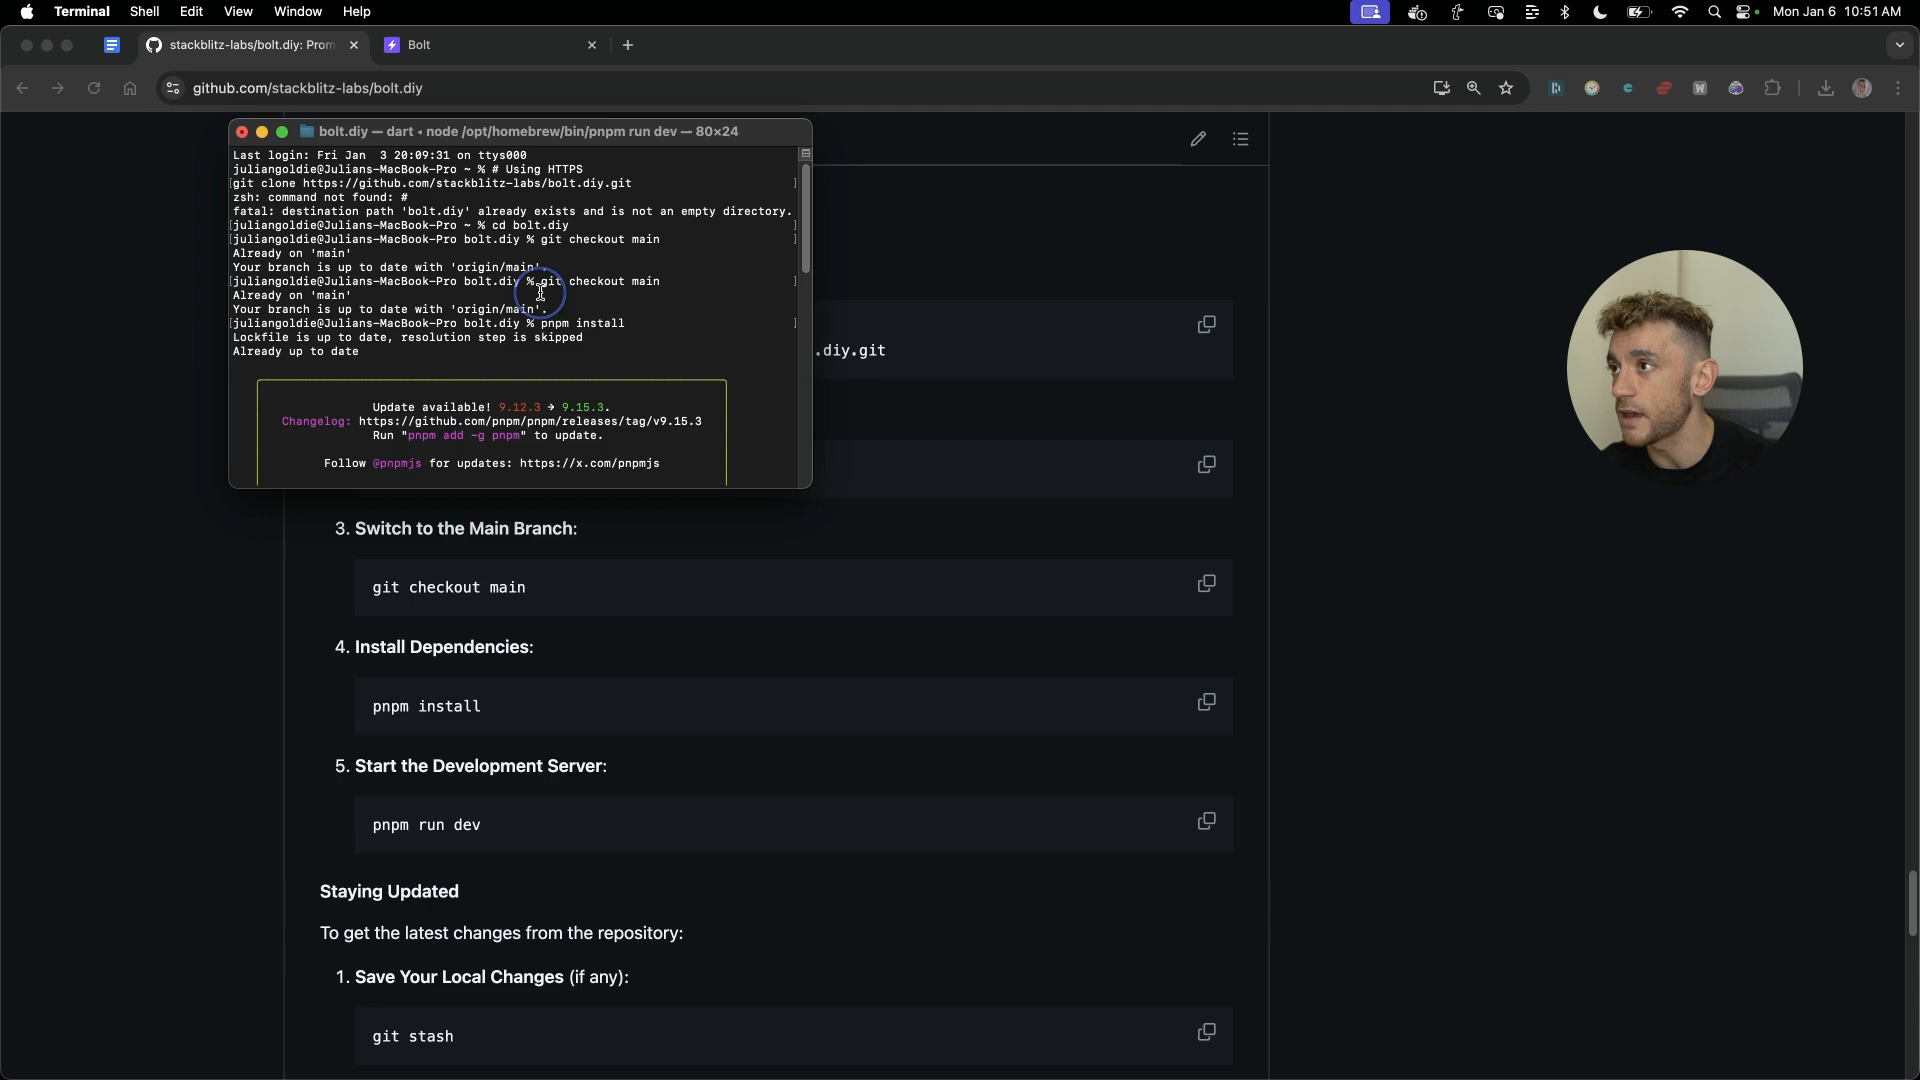 Terminal Shell Edit View Window Help
Mon Jan 6 10:51 AM
stackblitz-labs/bolt.diy: Prom
Bolt
github.com/stackblitz-labs/bolt.diy
bolt.diy — dart ◂ node /opt/homebrew/bin/pnpm run dev — 80×24
Last login: Fri Jan  3 20:09:31 on ttys000
juliangoldie@Julians-MacBook-Pro ~ % # Using HTTPS
[git clone https://github.com/stackblitz-labs/bolt.diy.git ]
zsh: command not found: #
fatal: destination path 'bolt.diy' already exists and is not an empty directory.
[juliangoldie@Julians-MacBook-Pro ~ % cd bolt.diy ]
[juliangoldie@Julians-MacBook-Pro bolt.diy % git checkout main ]
Already on 'main'
Your branch is up to date with 'origin/main'.
[juliangoldie@Julians-MacBook-Pro bolt.diy % git checkout main ]
Already on 'main'
Your branch is up to date with 'origin/main'.
[juliangoldie@Julians-MacBook-Pro bolt.diy % pnpm install ]
Lockfile is up to date, resolution step is skipped
Already up to date
Update available! 9.12.3 → 9.15.3.
Changelog: https://github.com/pnpm/pnpm/releases/tag/v9.15.3
Run "pnpm add -g pnpm" to update.
Follow @pnpmjs for updates: https://x.com/pnpmjs
.diy.git
3. Switch to the Main Branch:
git checkout main
4. Install Dependencies:
pnpm install
5. Start the Development Server:
pnpm run dev
Staying Updated
To get the latest changes from the repository:
1. Save Your Local Changes (if any):
git stash